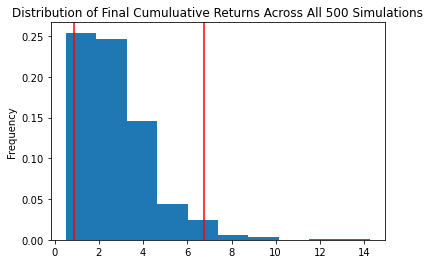 Distribution of Final Cumuluative Returns Across All 500 Simulations
Frequency
0.25
0.20
0.15
0.10
0.05
0.00
0 2 4 6 8 10 12 14